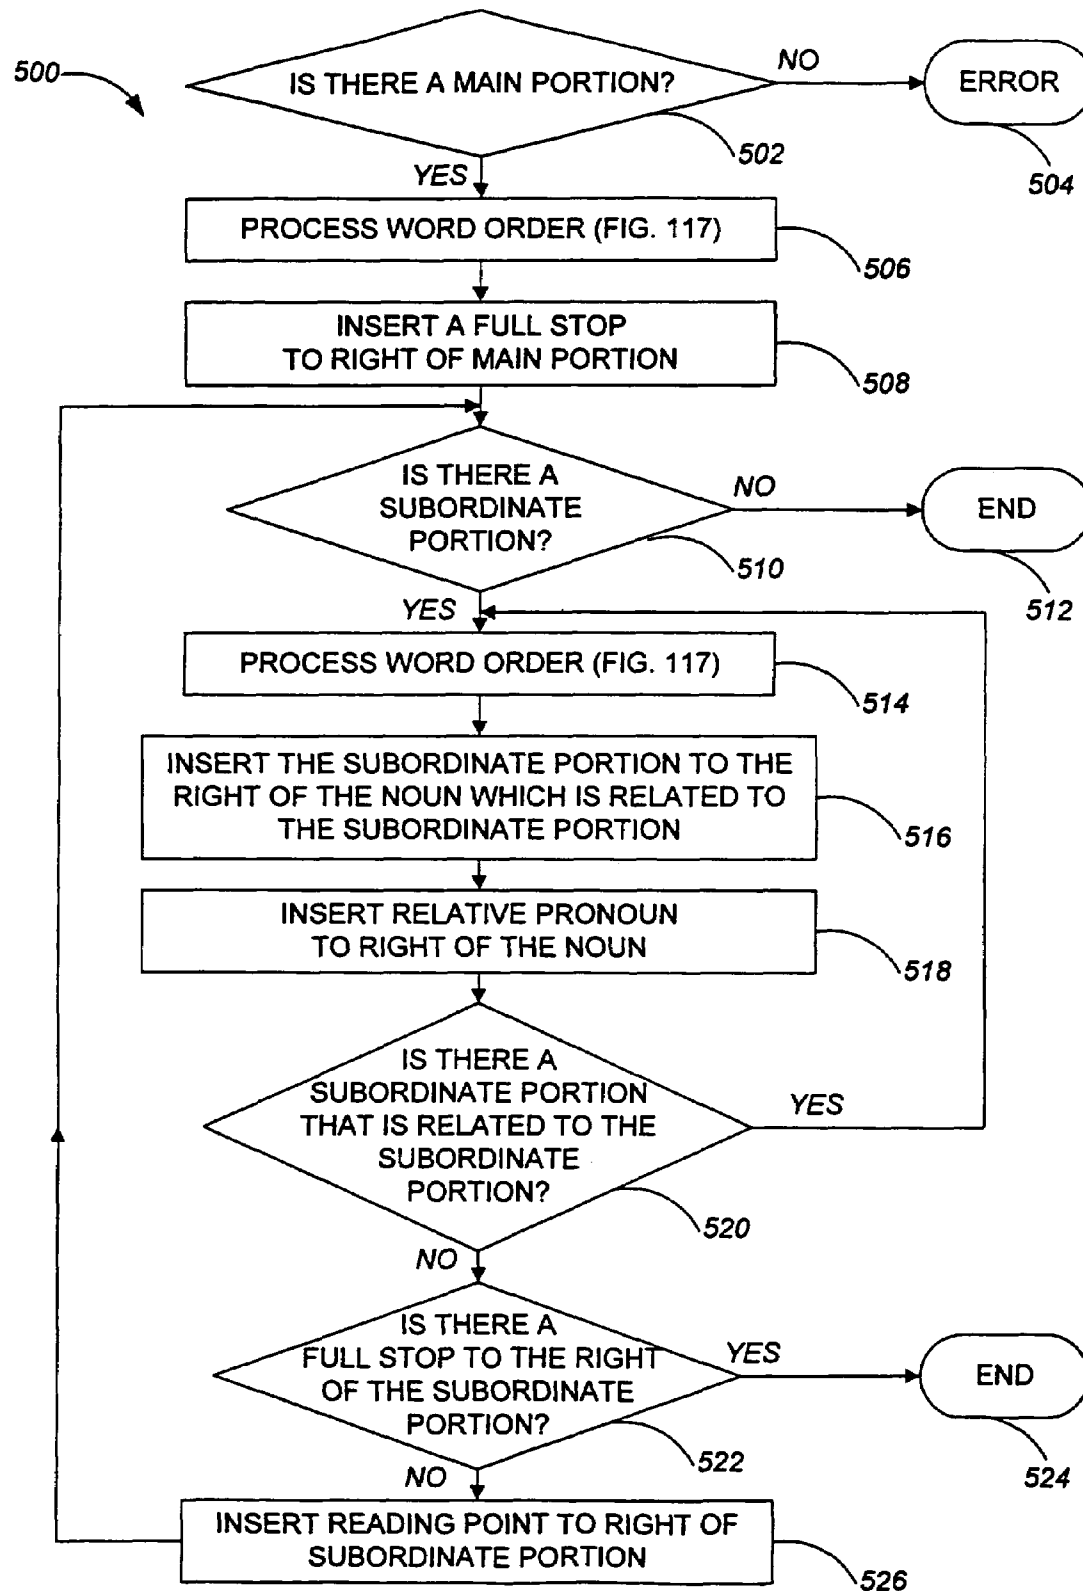 500
IS THERE A MAIN PORTION?
NO
ERROR
502
504
YES
PROCESS WORD ORDER (FIG. 117)
506
INSERT A FULL STOP
TO RIGHT OF MAIN PORTION
508
IS THERE A
SUBORDINATE
PORTION?
NO
END
510
512
YES
PROCESS WORD ORDER (FIG. 117)
514
INSERT THE SUBORDINATE PORTION TO THE
RIGHT OF THE NOUN WHICH IS RELATED TO
THE SUBORDINATE PORTION
516
INSERT RELATIVE PRONOUN
TO RIGHT OF THE NOUN
518
IS THERE A
SUBORDINATE PORTION
THAT IS RELATED TO THE
SUBORDINATE
PORTION?
YES
520
NO
IS THERE A
FULL STOP TO THE RIGHT
OF THE SUBORDINATE
PORTION?
YES
END
522
524
NO
INSERT READING POINT TO RIGHT OF
SUBORDINATE PORTION
526